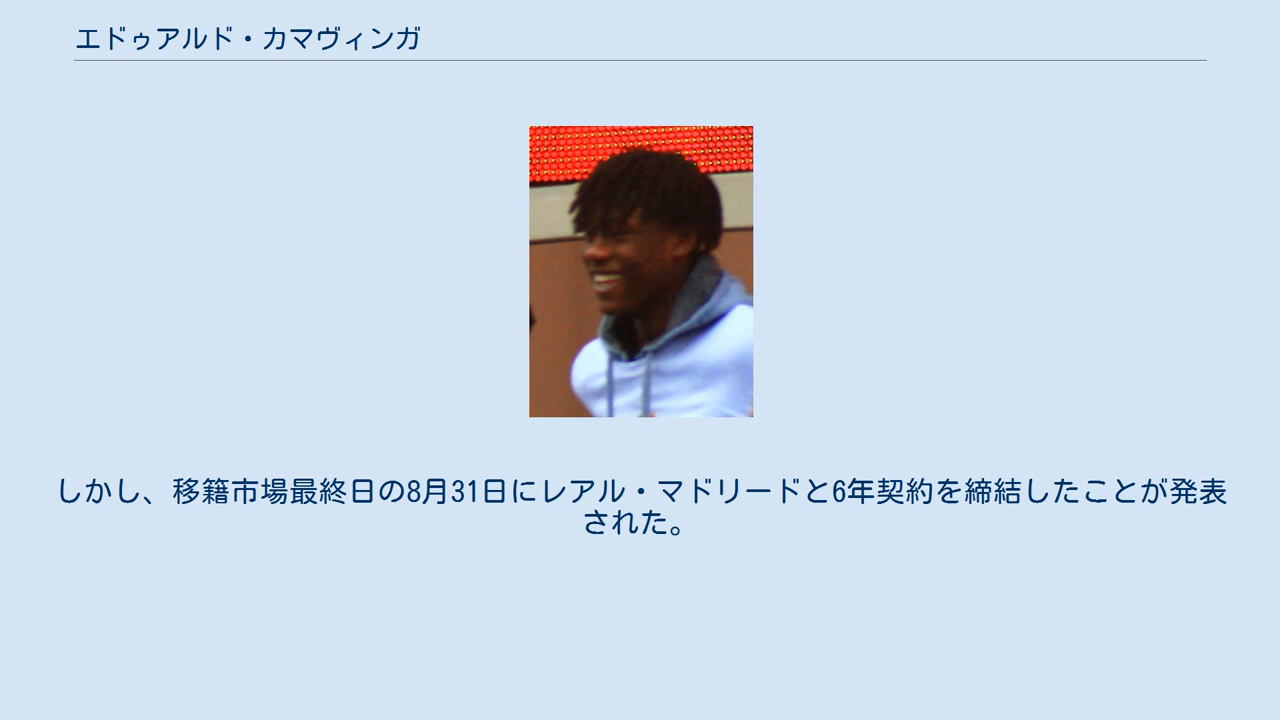 エドゥアルド・カマヴィンガ
しかし、移籍市場最終日の8月31日にレアル・マドリードと6年契約を締結したことが発表
された。